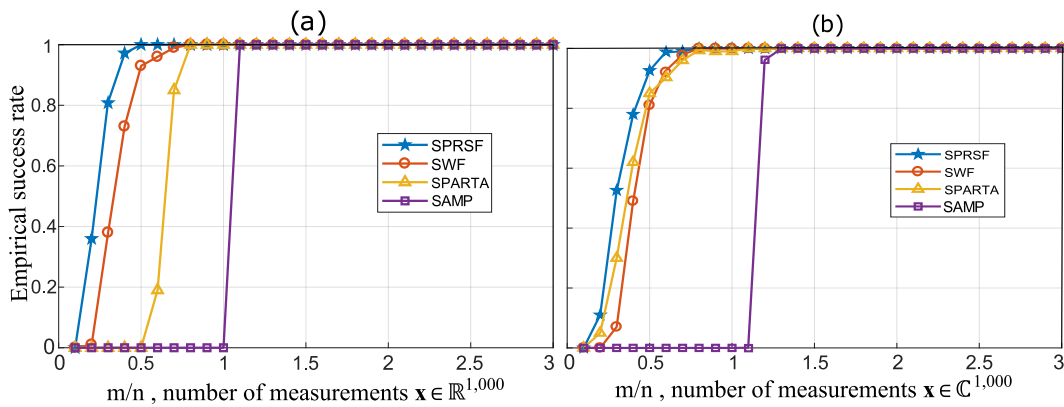 (a)
Empirical success rate
1
0.8
0.6
0.4
0.2
0
SPRSF
SWF
SPARTA
SAMP
0 0.5 1 1.5 2 2.5 3
m/n , number of measurements x ∈ ℝ^1,000
(b)
SPRSF
SWF
SPARTA
SAMP
0 0.5 1 1.5 2 2.5 3
m/n , number of measurements x ∈ ℂ^1,000